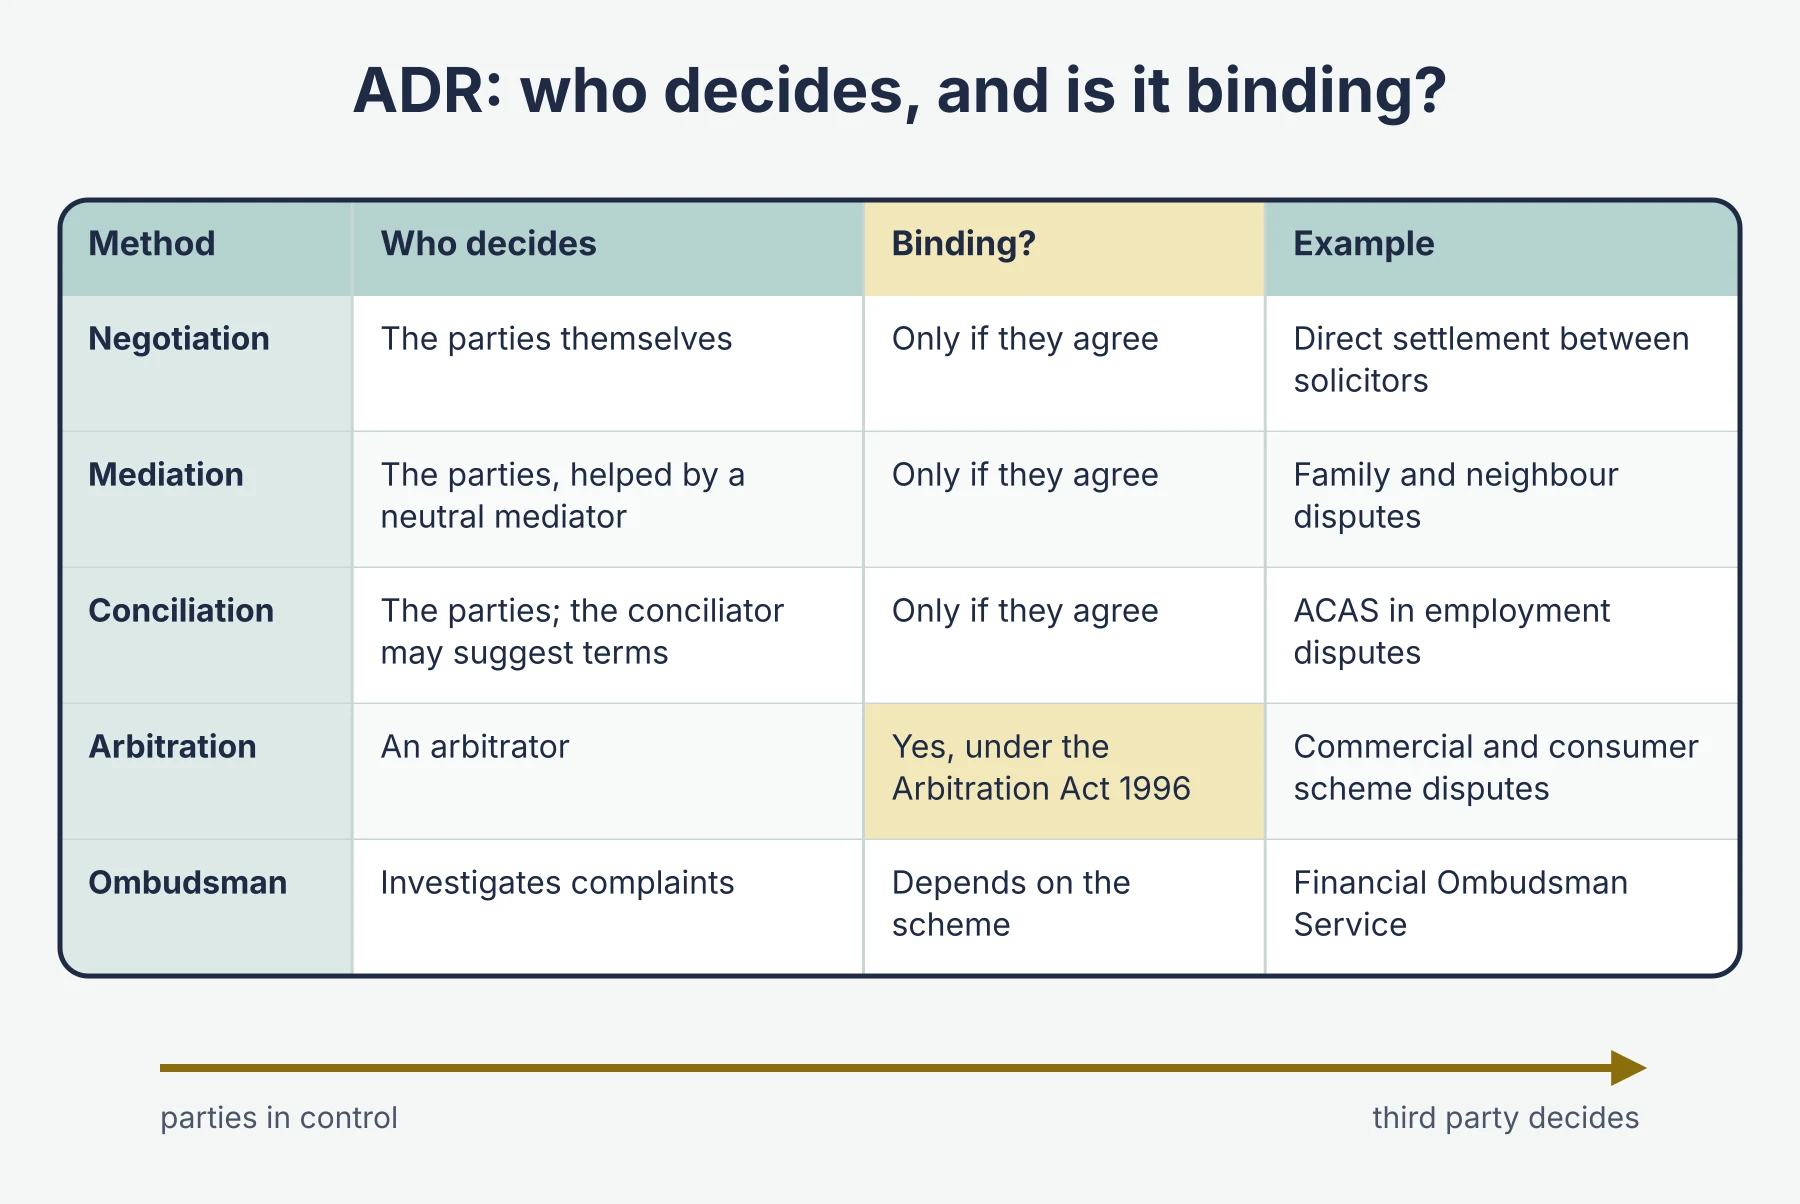 ADR: who decides, and is it binding?
Method
Who decides
Binding?
Example
Negotiation
The parties themselves
Only if they agree
Direct settlement between
solicitors
Mediation
The parties, helped by a
neutral mediator
Only if they agree
Family and neighbour
disputes
Conciliation
The parties; the conciliator
may suggest terms
Only if they agree
ACAS in employment
disputes
Arbitration
An arbitrator
Yes, under the
Arbitration Act 1996
Commercial and consumer
scheme disputes
Ombudsman
Investigates complaints
Depends on the
scheme
Financial Ombudsman
Service
parties in control
third party decides